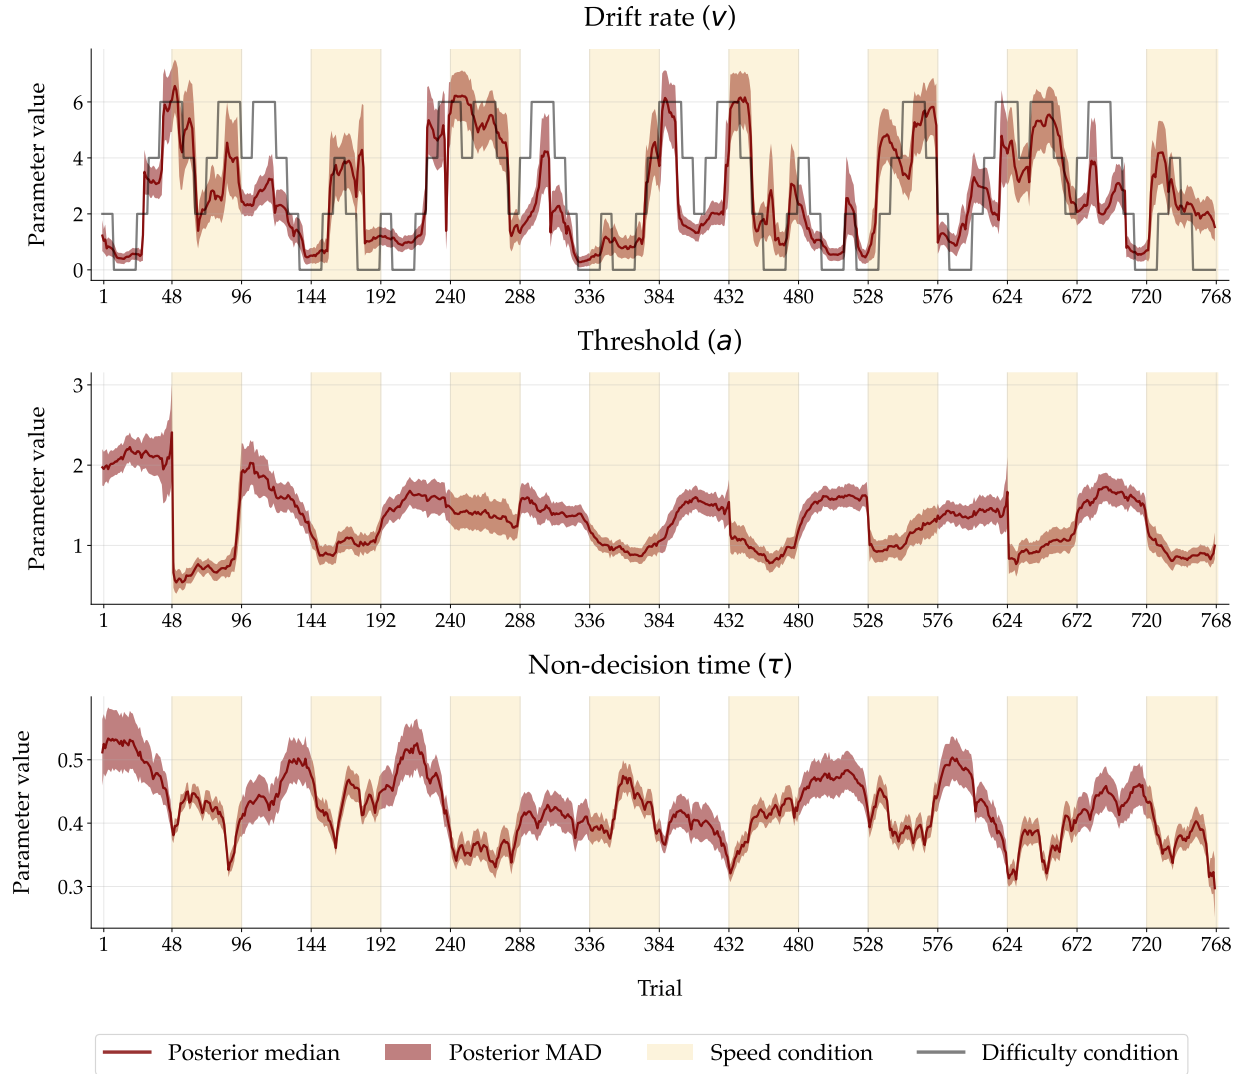 Drift rate (v)
Parameter value
6
4
2
0
1 48 96 144 192 240 288 336 384 432 480 528 576 624 672 720 768
Threshold (a)
Parameter value
3
2
1
1 48 96 144 192 240 288 336 384 432 480 528 576 624 672 720 768
Non-decision time (τ)
Parameter value
0.5
0.4
0.3
1 48 96 144 192 240 288 336 384 432 480 528 576 624 672 720 768
Trial
Posterior median Posterior MAD Speed condition Difficulty condition